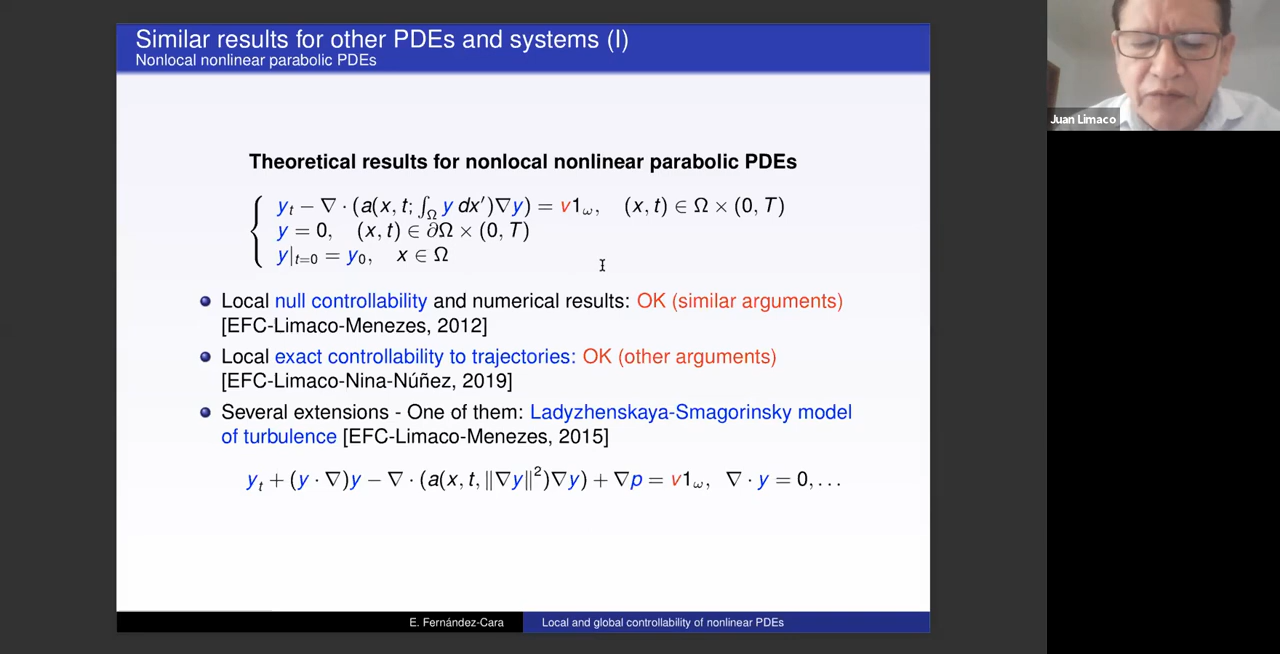 Similar results for other PDEs and systems (I)
Nonlocal nonlinear parabolic PDEs
Juan Limaco
Theoretical results for nonlocal nonlinear parabolic PDEs
y_t − ∇ · (a(x, t; ∫_Ω y dx′)∇y) = v1_ω, (x, t) ∈ Ω × (0, T)
y = 0, (x, t) ∈ ∂Ω × (0, T)
y|_{t=0} = y_0, x ∈ Ω
Local null controllability and numerical results: OK (similar arguments)
[EFC-Limaco-Menezes, 2012]
Local exact controllability to trajectories: OK (other arguments)
[EFC-Limaco-Nina-Núñez, 2019]
Several extensions - One of them: Ladyzhenskaya-Smagorinsky model
of turbulence [EFC-Limaco-Menezes, 2015]
y_t + (y · ∇)y − ∇ · (a(x, t, ‖∇y‖²)∇y) + ∇p = v1_ω, ∇ · y = 0, . . .
E. Fernández-Cara
Local and global controllability of nonlinear PDEs